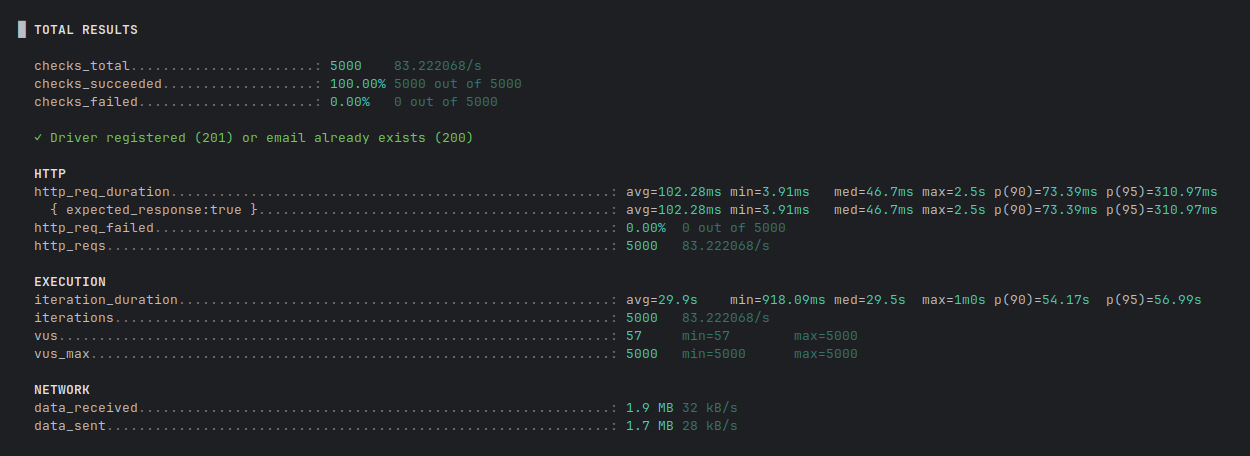 █ TOTAL RESULTS
checks_total.......................: 5000    83.222068/s
checks_succeeded...................: 100.00% 5000 out of 5000
checks_failed......................: 0.00%   0 out of 5000
✓ Driver registered (201) or email already exists (200)
HTTP
http_req_duration.......................................................: avg=102.28ms min=3.91ms   med=46.7ms max=2.5s p(90)=73.39ms p(95)=310.97ms
{ expected_response:true }............................................: avg=102.28ms min=3.91ms   med=46.7ms max=2.5s p(90)=73.39ms p(95)=310.97ms
http_req_failed.........................................................: 0.00%  0 out of 5000
http_reqs...............................................................: 5000   83.222068/s
EXECUTION
iteration_duration......................................................: avg=29.9s    min=918.09ms med=29.5s  max=1m0s p(90)=54.17s  p(95)=56.99s
iterations..............................................................: 5000   83.222068/s
vus.....................................................................: 57     min=57        max=5000
vus_max.................................................................: 5000   min=5000      max=5000
NETWORK
data_received...........................................................: 1.9 MB 32 kB/s
data_sent...............................................................: 1.7 MB 28 kB/s